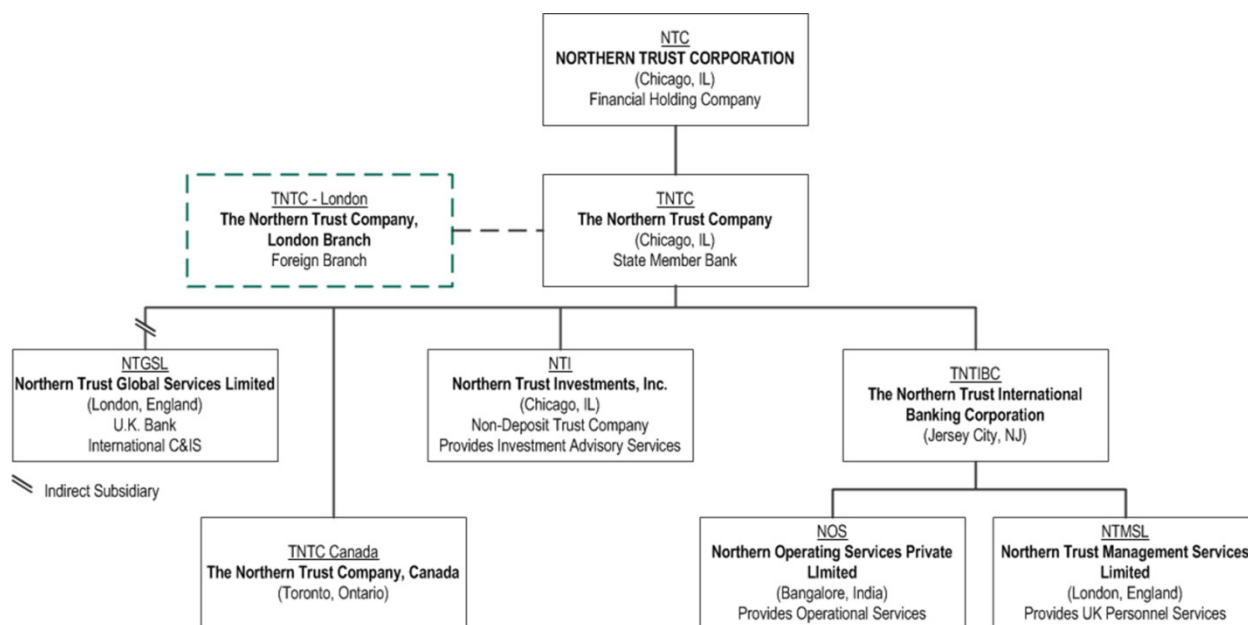 NTC
NORTHERN TRUST CORPORATION
(Chicago, IL)
Financial Holding Company
TNTC - London
The Northern Trust Company,
London Branch
Foreign Branch
TNTC
The Northern Trust Company
(Chicago, IL)
State Member Bank
NTGSL
Northern Trust Global Services Limited
(London, England)
U.K. Bank
International C&IS
NTI
Northern Trust Investments, Inc.
(Chicago, IL)
Non-Deposit Trust Company
Provides Investment Advisory Services
TNTIBC
The Northern Trust International
Banking Corporation
(Jersey City, NJ)
Indirect Subsidiary
TNTC Canada
The Northern Trust Company, Canada
(Toronto, Ontario)
NOS
Northern Operating Services Private
LImited
(Bangalore, India)
Provides Operational Services
NTMSL
Northern Trust Management Services
Limited
(London, England)
Provides UK Personnel Services